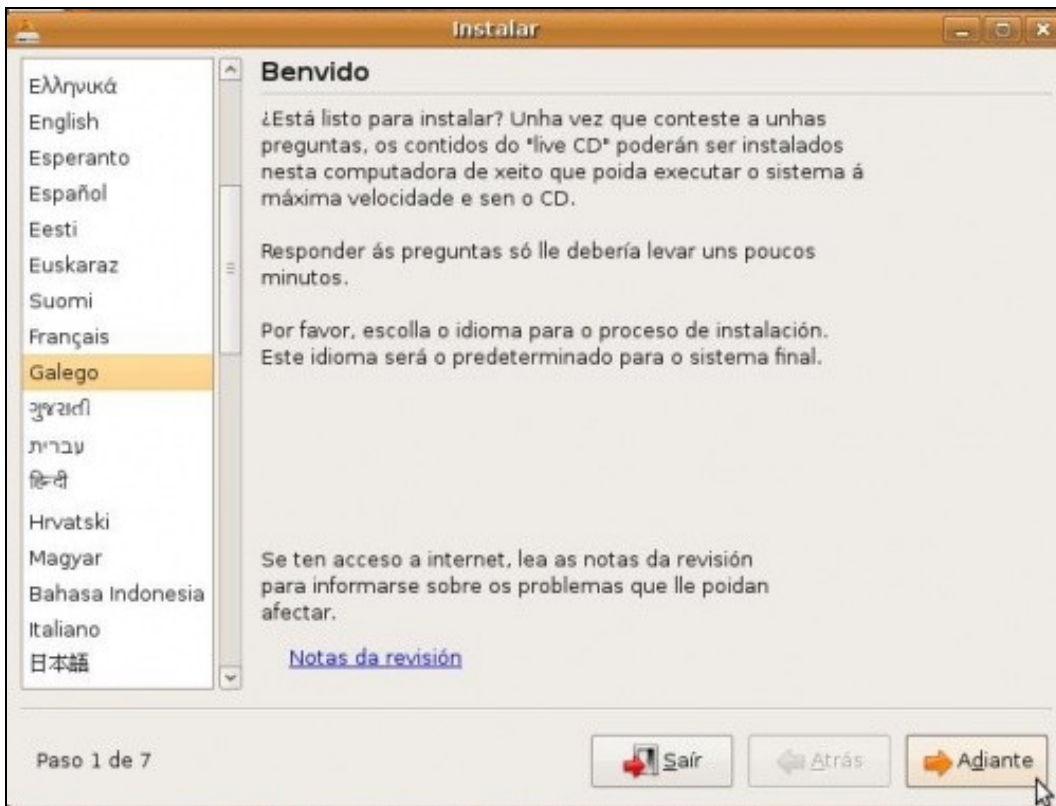 Instalar
Ελληνικά
English
Esperanto
Español
Eesti
Euskaraz
Suomi
Français
Galego
ગુજરાતી
עברית
हिन्दी
Hrvatski
Magyar
Bahasa Indonesia
Italiano
日本語
Benvido
¿Está listo para instalar? Unha vez que conteste a unhas
preguntas, os contidos do "live CD" poderán ser instalados
nesta computadora de xeito que poida executar o sistema á
máxima velocidade e sen o CD.
Responder ás preguntas só lle debería levar uns poucos
minutos.
Por favor, escolla o idioma para o proceso de instalación.
Este idioma será o predeterminado para o sistema final.
Se ten acceso a internet, lea as notas da revisión
para informarse sobre os problemas que lle poidan
afectar.
Notas da revisión
Paso 1 de 7
Saír
Atrás
Adiante